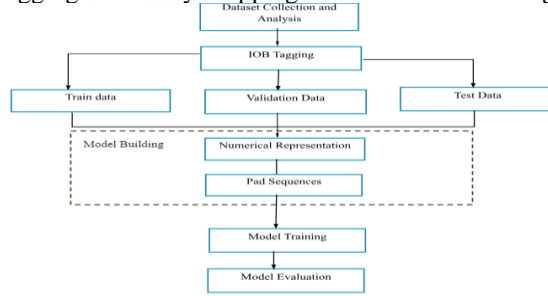 Dataset Collection and
Analysis
IOB Tagging
Train data
Validation Data
Test Data
Model Building
Numerical Representation
Pad Sequences
Model Training
Model Evaluation